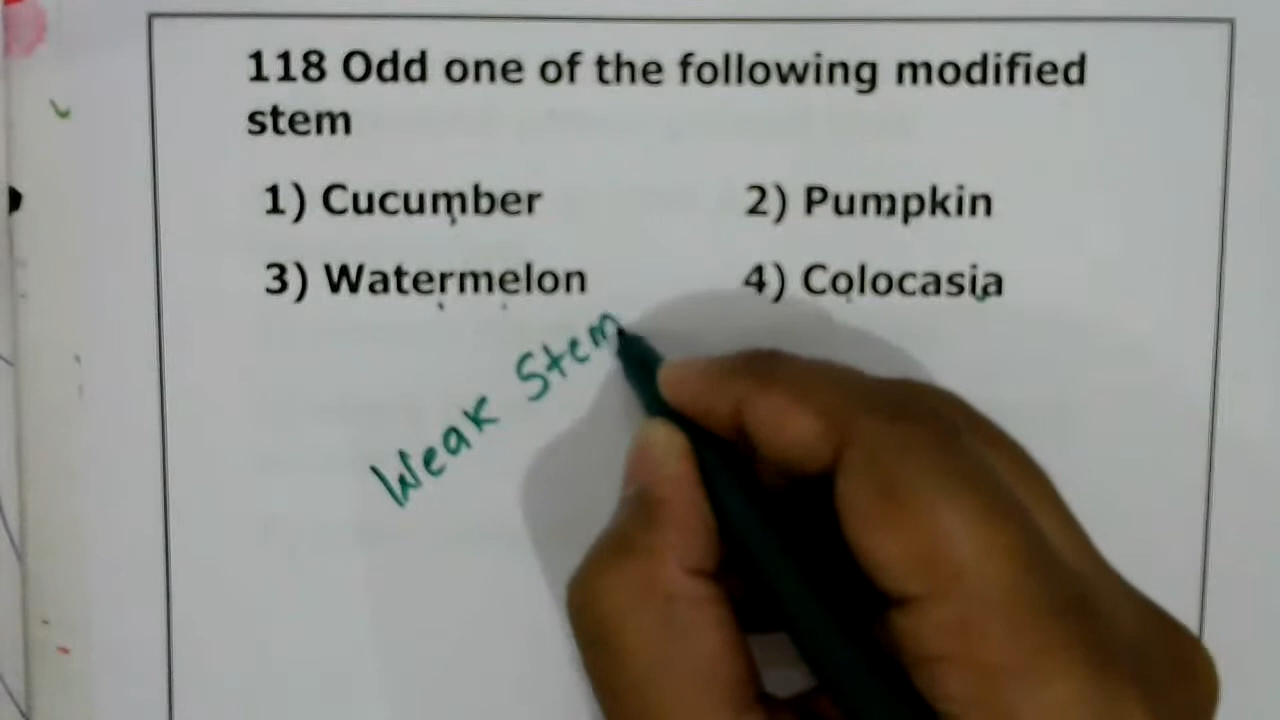 118 Odd one of the following modified
stem
1) Cucumber 2) Pumpkin
3) Watermelon 4) Colocasia
Weak Stem